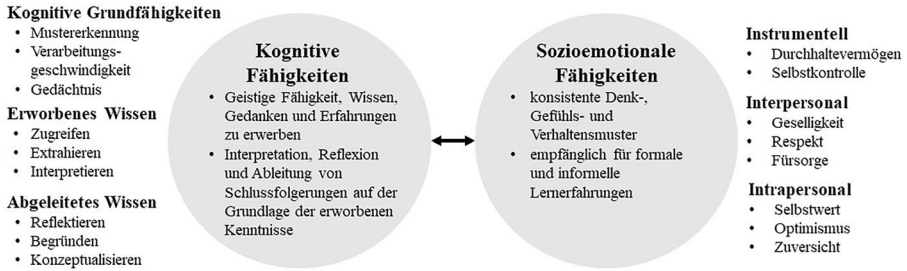 Kognitive Grundfähigkeiten
• Mustererkennung
• Verarbeitungs-
geschwindigkeit
• Gedächtnis
Erworbenes Wissen
• Zugreifen
• Extrahieren
• Interpretieren
Abgeleitetes Wissen
• Reflektieren
• Begründen
• Konzeptualisieren
Kognitive
Fähigkeiten
• Geistige Fähigkeit, Wissen,
Gedanken und Erfahrungen
zu erwerben
• Interpretation, Reflexion
und Ableitung von
Schlussfolgerungen auf der
Grundlage der erworbenen
Kenntnisse
Sozioemotionale
Fähigkeiten
• konsistente Denk-,
Gefühls- und
Verhaltensmuster
• empfänglich für formale
und informelle
Lernerfahrungen
Instrumentell
• Durchhaltevermögen
• Selbstkontrolle
Interpersonal
• Geselligkeit
• Respekt
• Fürsorge
Intrapersonal
• Selbstwert
• Optimismus
• Zuversicht